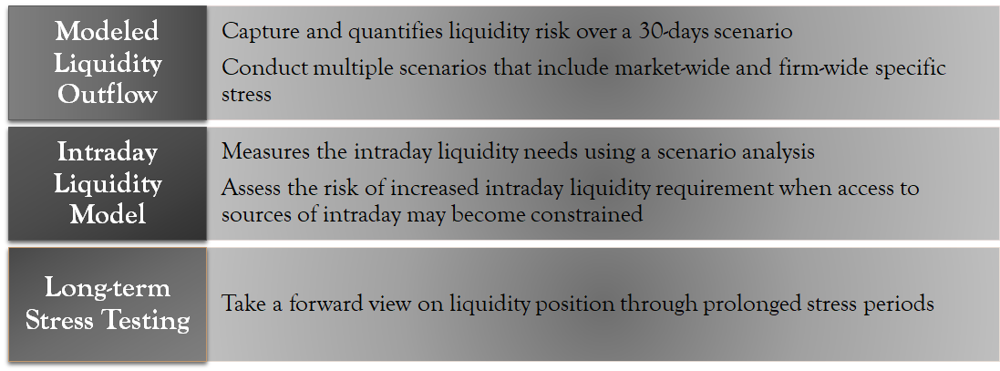 Modeled
Liquidity
Outflow
Capture and quantifies liquidity risk over a 30-days scenario
Conduct multiple scenarios that include market-wide and firm-wide specific
stress
Intraday
Liquidity
Model
Measures the intraday liquidity needs using a scenario analysis
Assess the risk of increased intraday liquidity requirement when access to
sources of intraday may become constrained
Long-term
Stress Testing
Take a forward view on liquidity position through prolonged stress periods